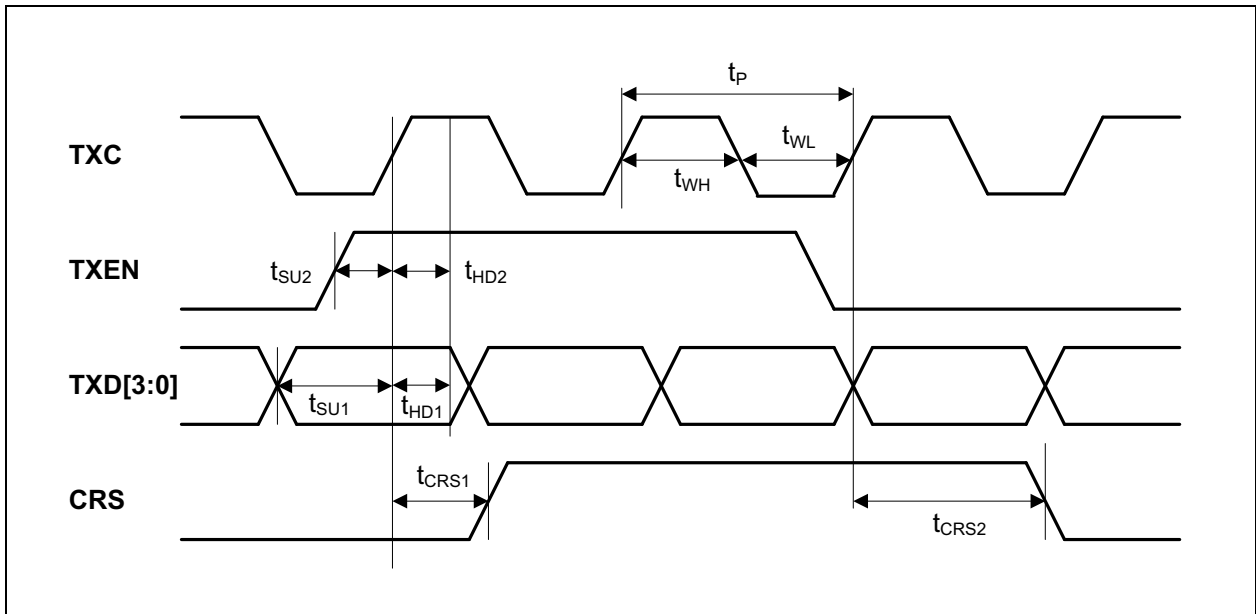 tP
TXC
tWL
tWH
TXEN
tSU2
tHD2
TXD[3:0]
tSU1
tHD1
tCRS1
CRS
tCRS2